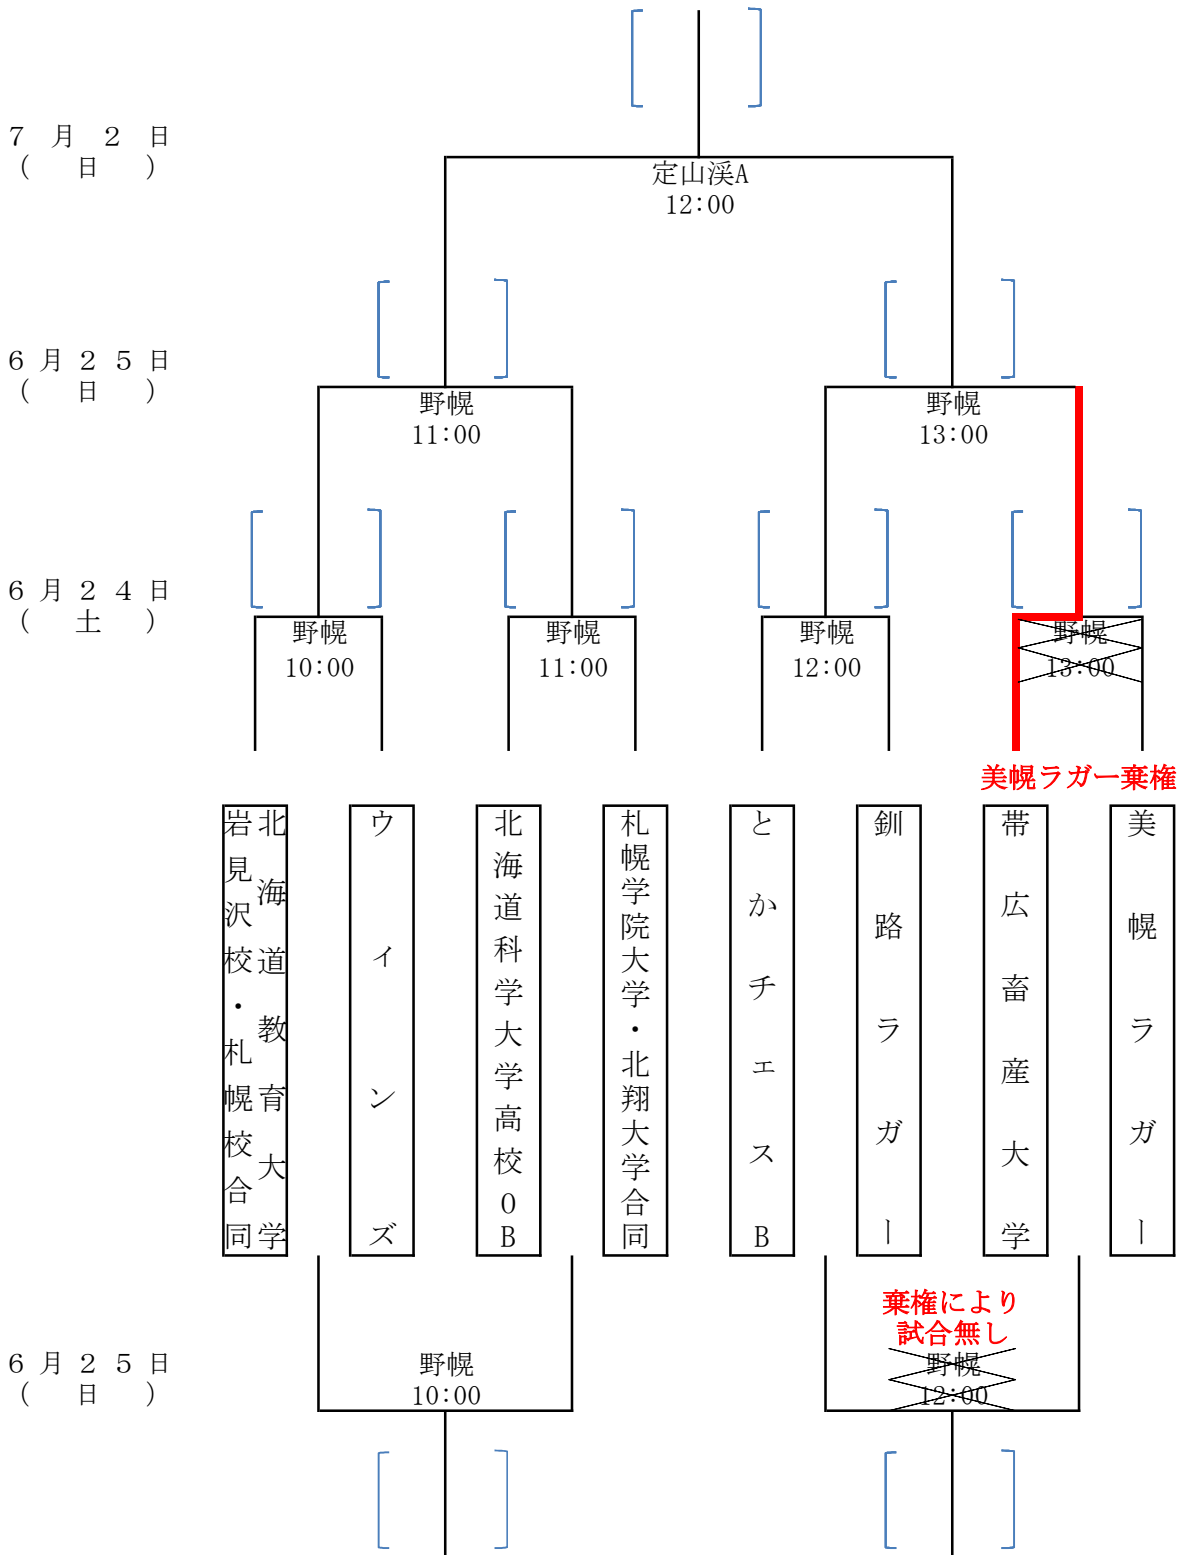 ７月２日
(日)
定山渓A
12:00
６月２５日
(日)
野幌
11:00
野幌
13:00
６月２４日
(土)
野幌
10:00
野幌
11:00
野幌
12:00
野幌
13:00
美幌ラガー棄権
北海道教育大学
岩見沢校・札幌校合同
ウィンズ
北海道科学大学高校OB
札幌学院大学・北翔大学合同
とかチェスB
釧路ラガー
帯広畜産大学
美幌ラガー
棄権により
試合無し
６月２５日
(日)
野幌
10:00
野幌
12:00